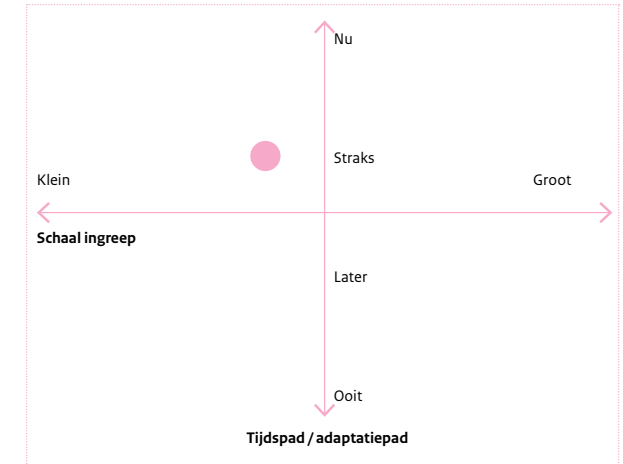 Nu
Straks
Klein
Groot
Schaal ingreep
Later
Ooit
Tijdspad / adaptatiepad